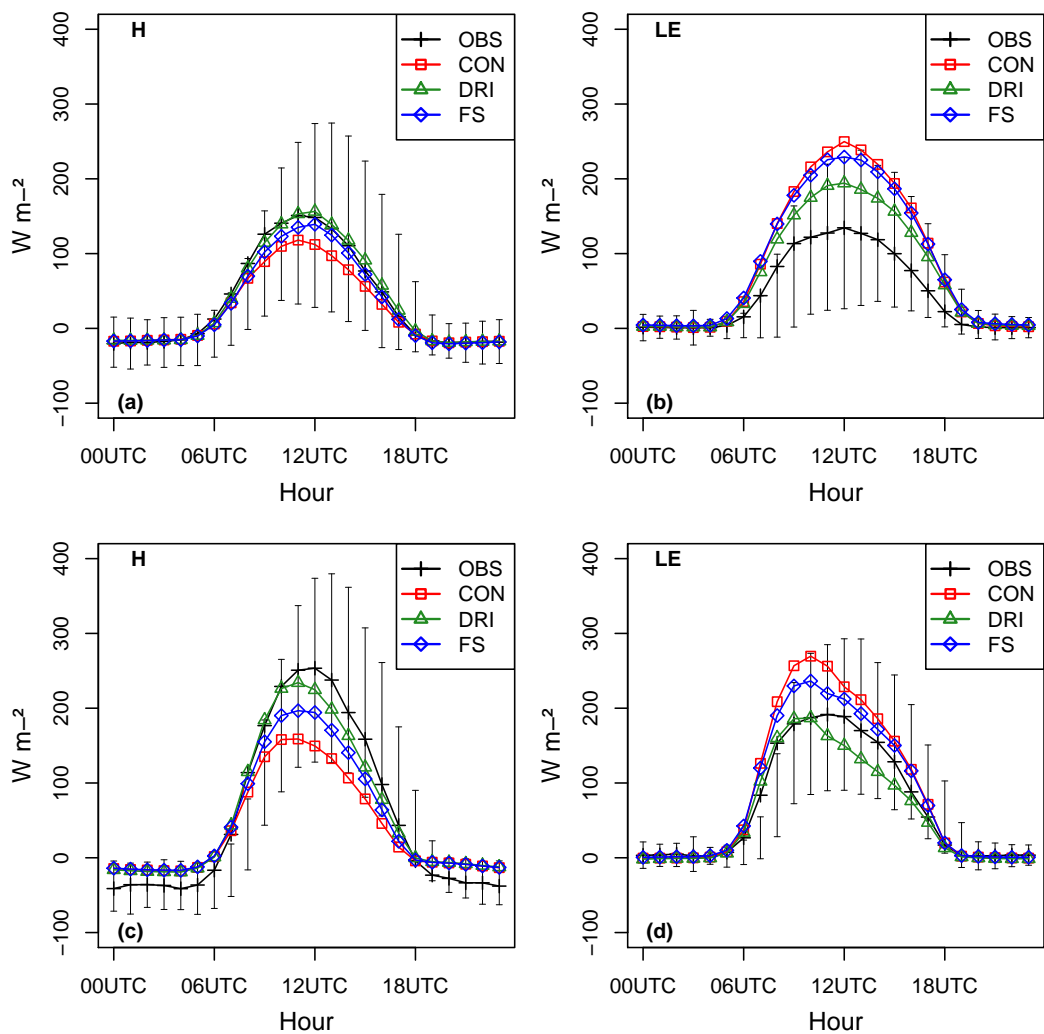 H
OBS
CON
DRI
FS
W m−²
400
300
200
100
0
−100
(a)
00UTC 06UTC 12UTC 18UTC
Hour
LE
OBS
CON
DRI
FS
W m−²
400
300
200
100
0
−100
(b)
00UTC 06UTC 12UTC 18UTC
Hour
H
OBS
CON
DRI
FS
W m−²
400
300
200
100
0
−100
(c)
00UTC 06UTC 12UTC 18UTC
Hour
LE
OBS
CON
DRI
FS
W m−²
400
300
200
100
0
−100
(d)
00UTC 06UTC 12UTC 18UTC
Hour